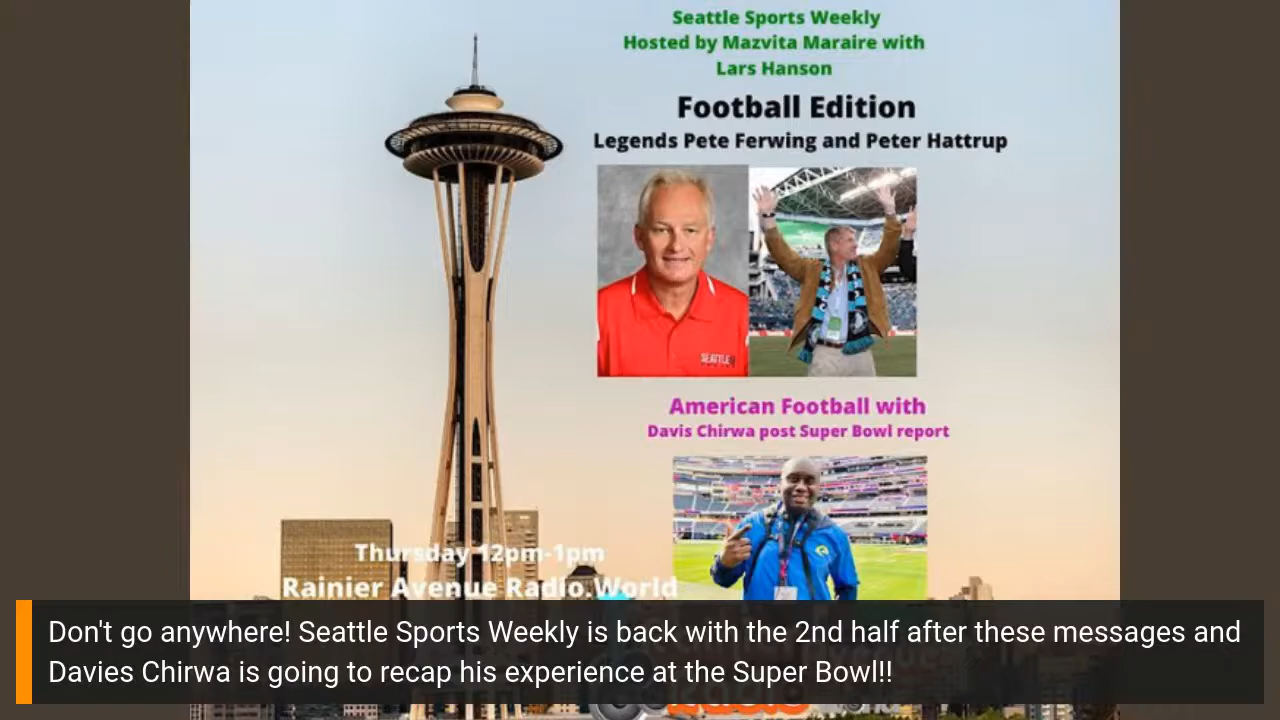 Seattle Sports Weekly
Hosted by Mazvita Maraire with
Lars Hanson
Football Edition
Legends Pete Ferwing and Peter Hattrup
SEATTLE
American Football with
Davis Chirwa post Super Bowl report
Thursday 12pm-1pm
Rainier Avenue Radio.World
Don't go anywhere! Seattle Sports Weekly is back with the 2nd half after these messages and
Davies Chirwa is going to recap his experience at the Super Bowl!!